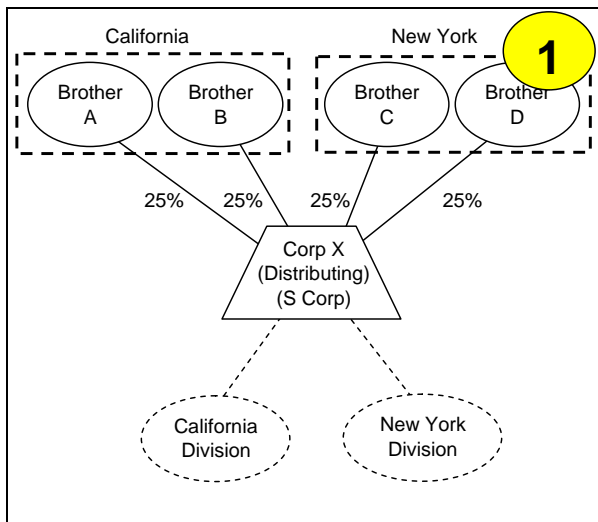 California
New York
1
Brother
A
Brother
B
Brother
C
Brother
D
25%
25%
25%
25%
Corp X
(Distributing)
(S Corp)
California
Division
New York
Division